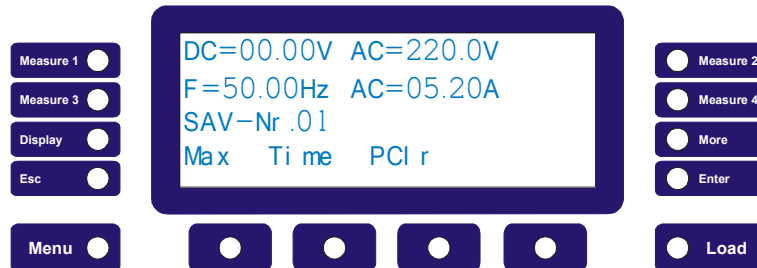 Measure 1
Measure 3
Display
Esc
Menu
DC=00.00V AC=220.0V
F=50.00Hz AC=05.20A
SAV-Nr.01
Max Time PClr
Measure 2
Measure 4
More
Enter
Load